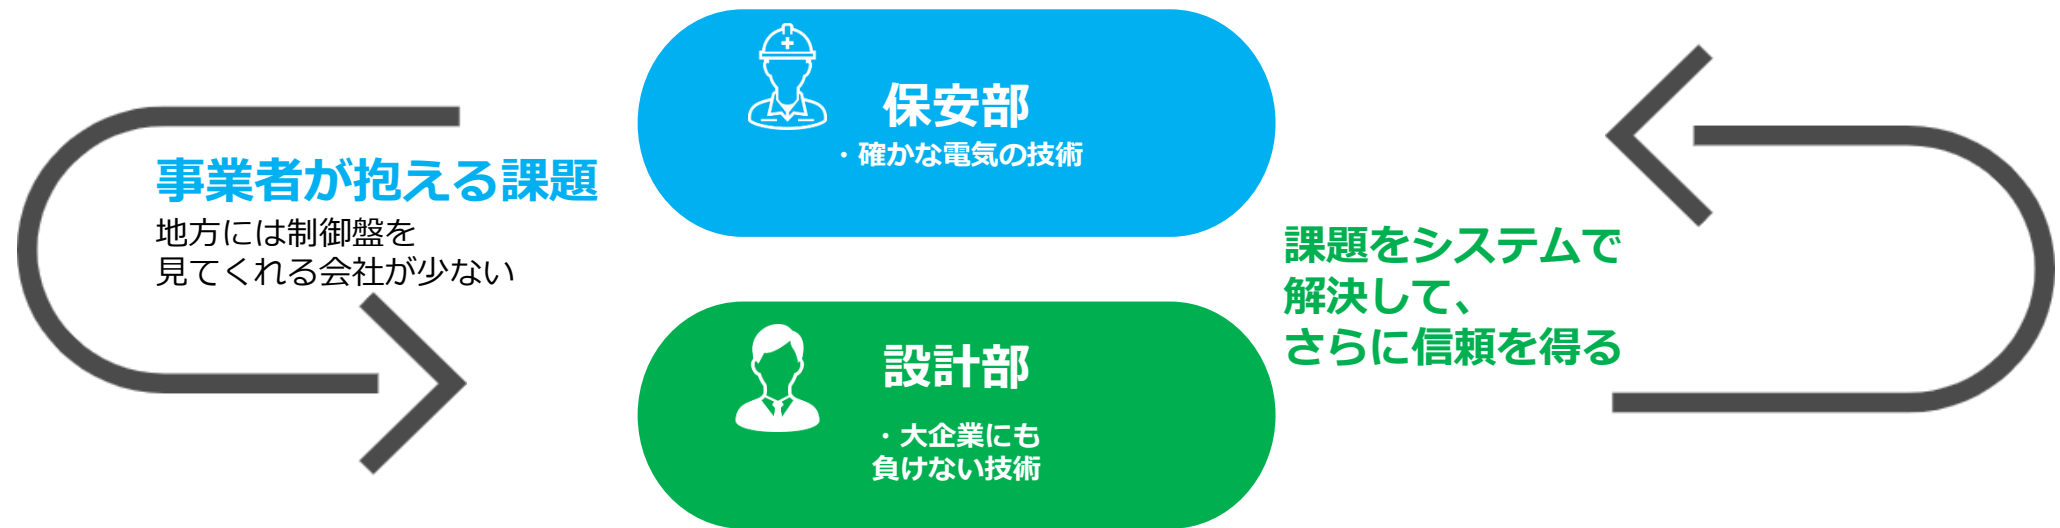 事業者が抱える課題
地方には制御盤を
見てくれる会社が少ない
保安部
・確かな電気の技術
設計部
・大企業にも
負けない技術
課題をシステムで
解決して、
さらに信頼を得る